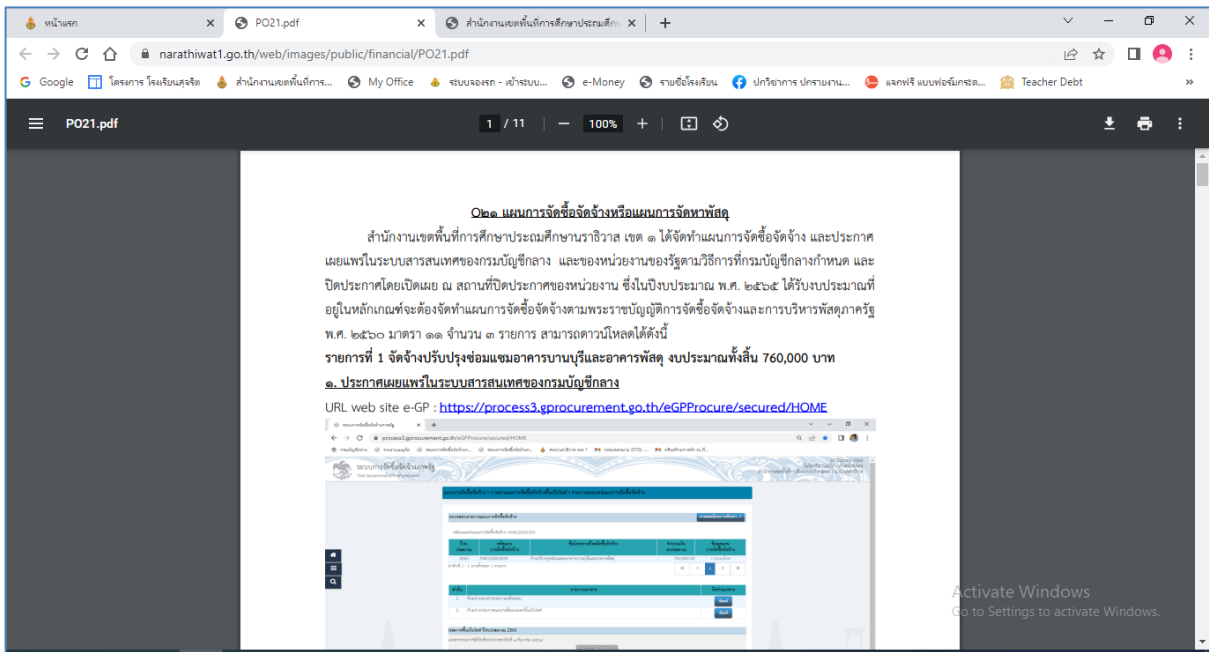 หน้าแรก
PO21.pdf
สำนักงานเขตพื้นที่การศึกษาประถมศึก
narathiwat1.go.th/web/images/public/financial/PO21.pdf
Google
โครงการ โรงเรียนสุจริต
สำนักงานเขตพื้นที่การ...
My Office
ระบบจองรถ - เข้าระบบ...
e-Money
รายชื่อโรงเรียน
ปกวิชาการ ปกรายงาน...
แจกฟรี แบบฟอร์มกระด...
Teacher Debt
PO21.pdf
1 / 11
100%
O๒๑ แผนการจัดซื้อจัดจ้างหรือแผนการจัดหาพัสดุ
สำนักงานเขตพื้นที่การศึกษาประถมศึกษานราธิวาส เขต ๑ ได้จัดทำแผนการจัดซื้อจัดจ้าง และประกาศ
เผยแพร่ในระบบสารสนเทศของกรมบัญชีกลาง และของหน่วยงานของรัฐตามวิธีการที่กรมบัญชีกลางกำหนด และ
ปิดประกาศโดยเปิดเผย ณ สถานที่ปิดประกาศของหน่วยงาน ซึ่งในปีงบประมาณ พ.ศ. ๒๕๖๕ ได้รับงบประมาณที่
อยู่ในหลักเกณฑ์จะต้องจัดทำแผนการจัดซื้อจัดจ้างตามพระราชบัญญัติการจัดซื้อจัดจ้างและการบริหารพัสดุภาครัฐ
พ.ศ. ๒๕๖๐ มาตรา ๑๑ จำนวน ๓ รายการ สามารถดาวน์โหลดได้ดังนี้
รายการที่ 1 จัดจ้างปรับปรุงซ่อมแซมอาคารบานบุรีและอาคารพัสดุ งบประมาณทั้งสิ้น 760,000 บาท
๑. ประกาศเผยแพร่ในระบบสารสนเทศของกรมบัญชีกลาง
URL web site e-GP : https://process3.gprocurement.go.th/eGPProcure/secured/HOME
process3.gprocurement.go.th/eGPProcure/secured/HOME
ระบบการจัดซื้อจัดจ้างภาครัฐ
Thai Government Procurement
Activate Windows
Go to Settings to activate Windows.